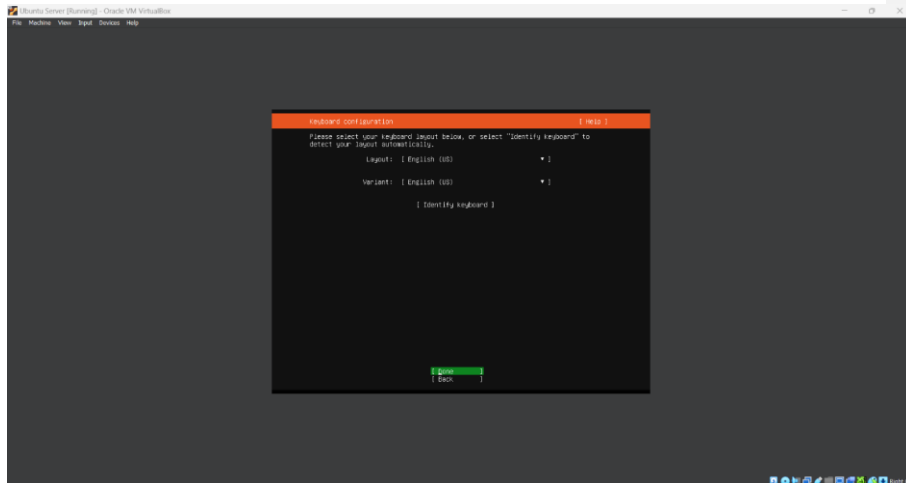 Ubuntu Server [Running] - Oracle VM VirtualBox
File Machine View Input Devices Help
Keyboard configuration [ Help ]
Please select your keyboard layout below, or select "Identify keyboard" to
detect your layout automatically.
Layout: [ English (US) ▾ ]
Variant: [ English (US) ▾ ]
[ Identify keyboard ]
[ Done ]
[ Back ]